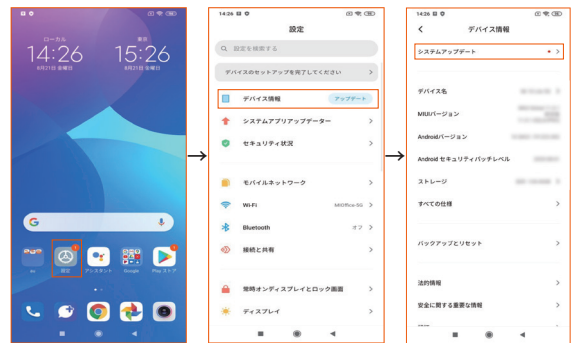 ローカル
東京
14:26
15:26
8月21日 金曜日
8月21日 金曜日
G
設定
アシスタント
Google
Play ストア
14:26
設定
設定を検索する
デバイスのセットアップを完了してください
デバイス情報
アップデート
システムアプリアップデーター
セキュリティ状況
モバイルネットワーク
Wi-Fi
MIOffice-5G
Bluetooth
オフ
接続と共有
常時オンディスプレイとロック画面
ディスプレイ
14:26
デバイス情報
システムアップデート
デバイス名
MIUIバージョン
Androidバージョン
Android セキュリティパッチレベル
ストレージ
すべての仕様
バックアップとリセット
法的情報
安全に関する重要な情報